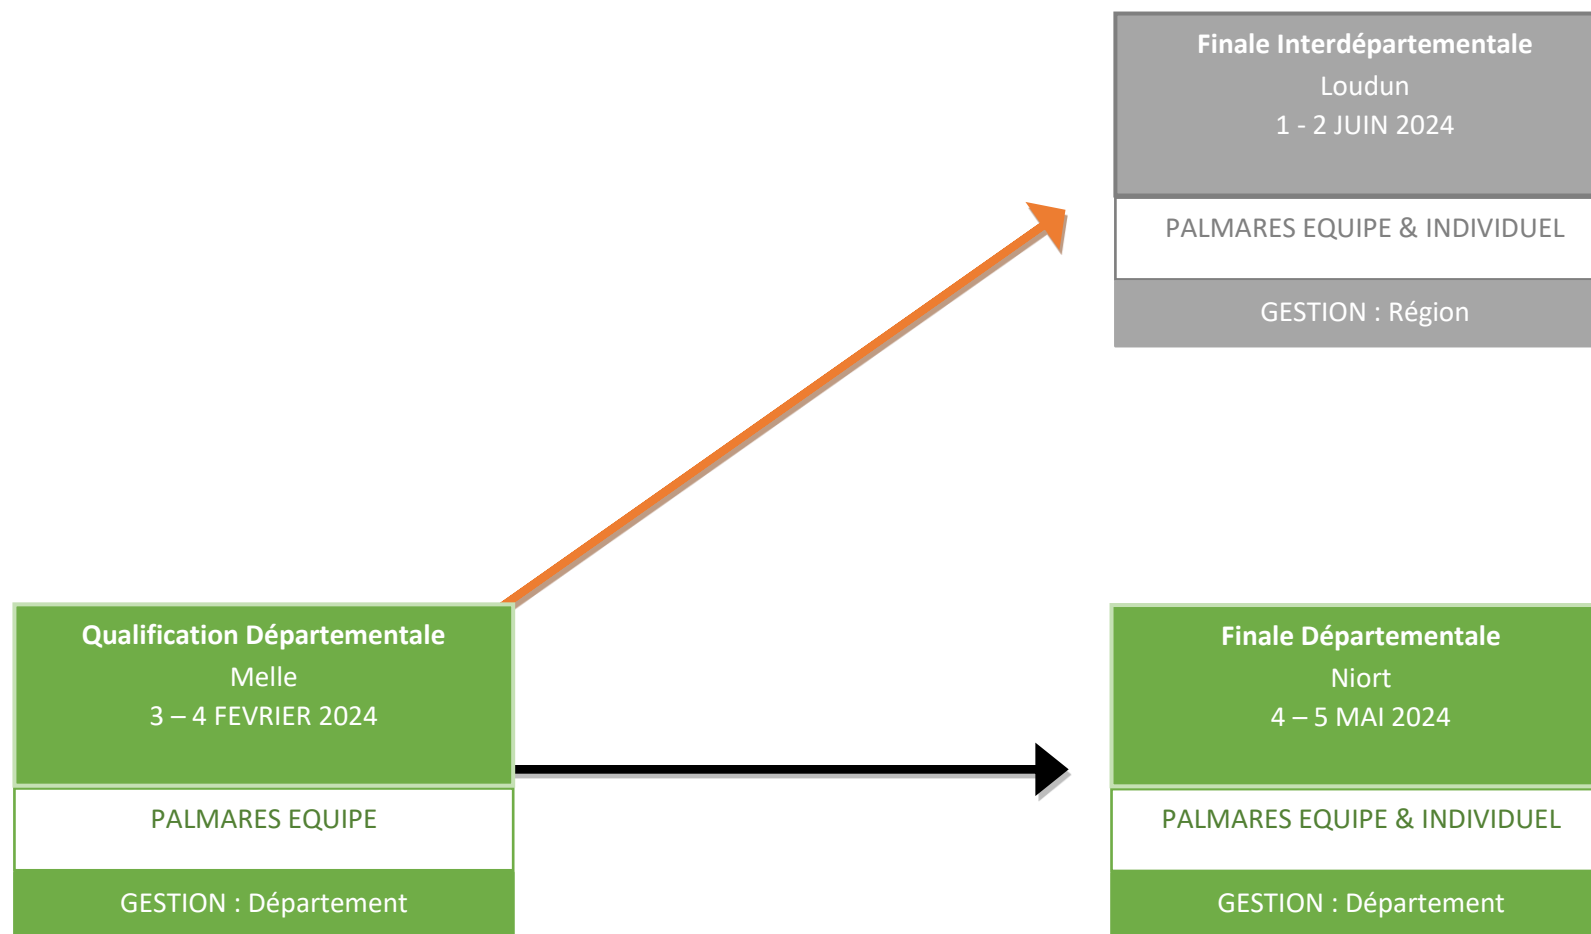 Finale Interdépartementale
Loudun
1 - 2 JUIN 2024
PALMARES EQUIPE & INDIVIDUEL
GESTION : Région
Qualification Départementale
Melle
3 – 4 FEVRIER 2024
PALMARES EQUIPE
GESTION : Département
Finale Départementale
Niort
4 – 5 MAI 2024
PALMARES EQUIPE & INDIVIDUEL
GESTION : Département